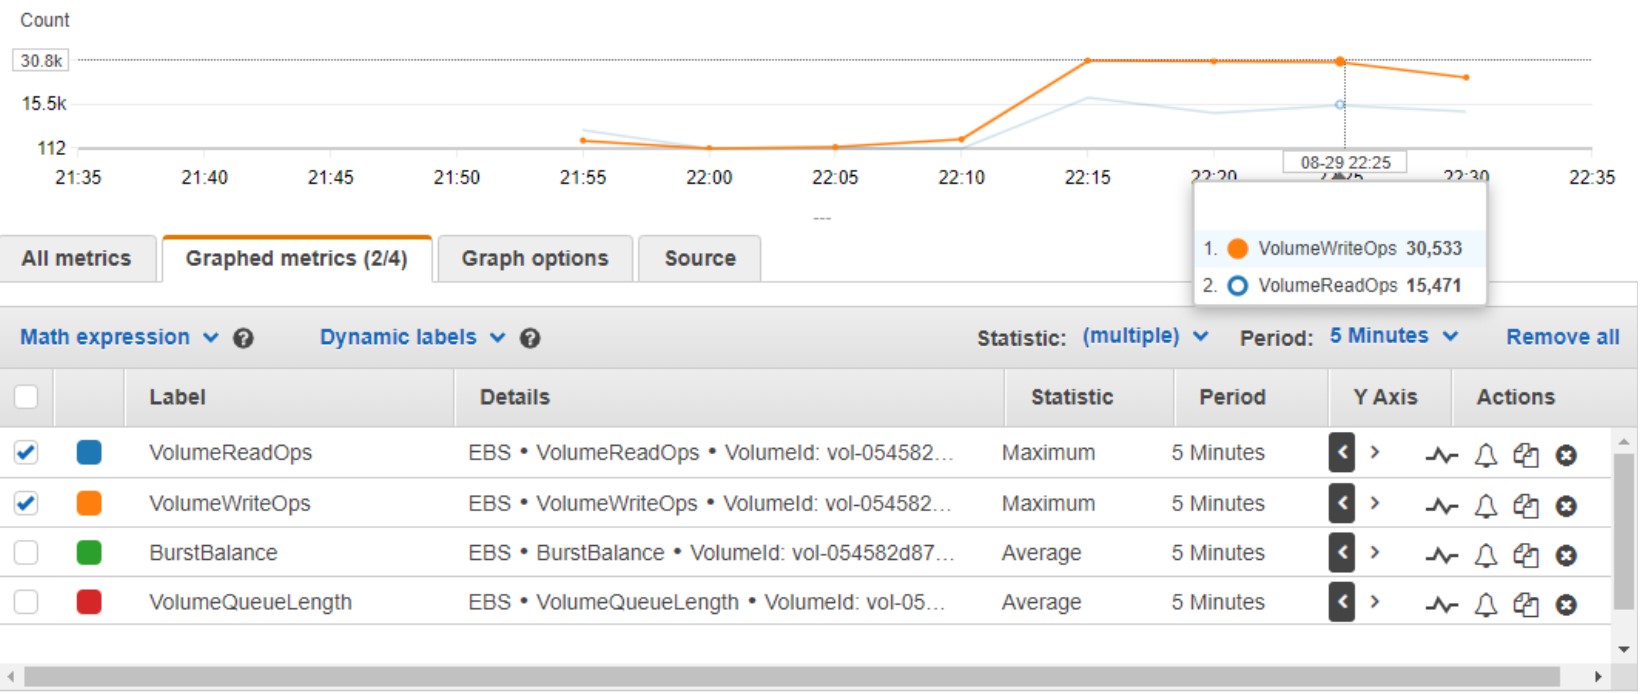 Count
30.8k
15.5k
112
21:35 21:40 21:45 21:50 21:55 22:00 22:05 22:10 22:15 22:20 22:25 22:30 22:35
08-29 22:25
---
1. VolumeWriteOps 30,533
2. VolumeReadOps 15,471
All metrics Graphed metrics (2/4) Graph options Source
Math expression ? Dynamic labels ? Statistic: (multiple) Period: 5 Minutes Remove all
Label Details Statistic Period Y Axis Actions
VolumeReadOps EBS • VolumeReadOps • VolumeId: vol-054582... Maximum 5 Minutes < >
VolumeWriteOps EBS • VolumeWriteOps • VolumeId: vol-054582... Maximum 5 Minutes < >
BurstBalance EBS • BurstBalance • VolumeId: vol-054582d87... Average 5 Minutes < >
VolumeQueueLength EBS • VolumeQueueLength • VolumeId: vol-05... Average 5 Minutes < >